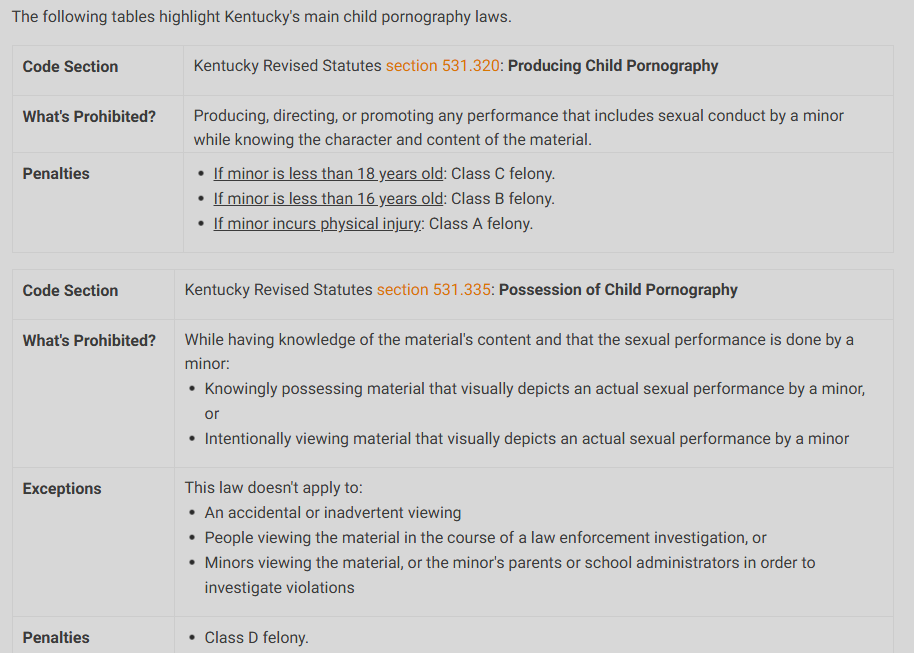 The following tables highlight Kentucky's main child pornography laws.
Code Section
Kentucky Revised Statutes section 531.320: Producing Child Pornography
What's Prohibited?
Producing, directing, or promoting any performance that includes sexual conduct by a minor
while knowing the character and content of the material.
Penalties
• If minor is less than 18 years old: Class C felony.
• If minor is less than 16 years old: Class B felony.
• If minor incurs physical injury: Class A felony.
Code Section
Kentucky Revised Statutes section 531.335: Possession of Child Pornography
What's Prohibited?
While having knowledge of the material's content and that the sexual performance is done by a
minor:
• Knowingly possessing material that visually depicts an actual sexual performance by a minor,
or
• Intentionally viewing material that visually depicts an actual sexual performance by a minor
Exceptions
This law doesn't apply to:
• An accidental or inadvertent viewing
• People viewing the material in the course of a law enforcement investigation, or
• Minors viewing the material, or the minor's parents or school administrators in order to
investigate violations
Penalties
• Class D felony.